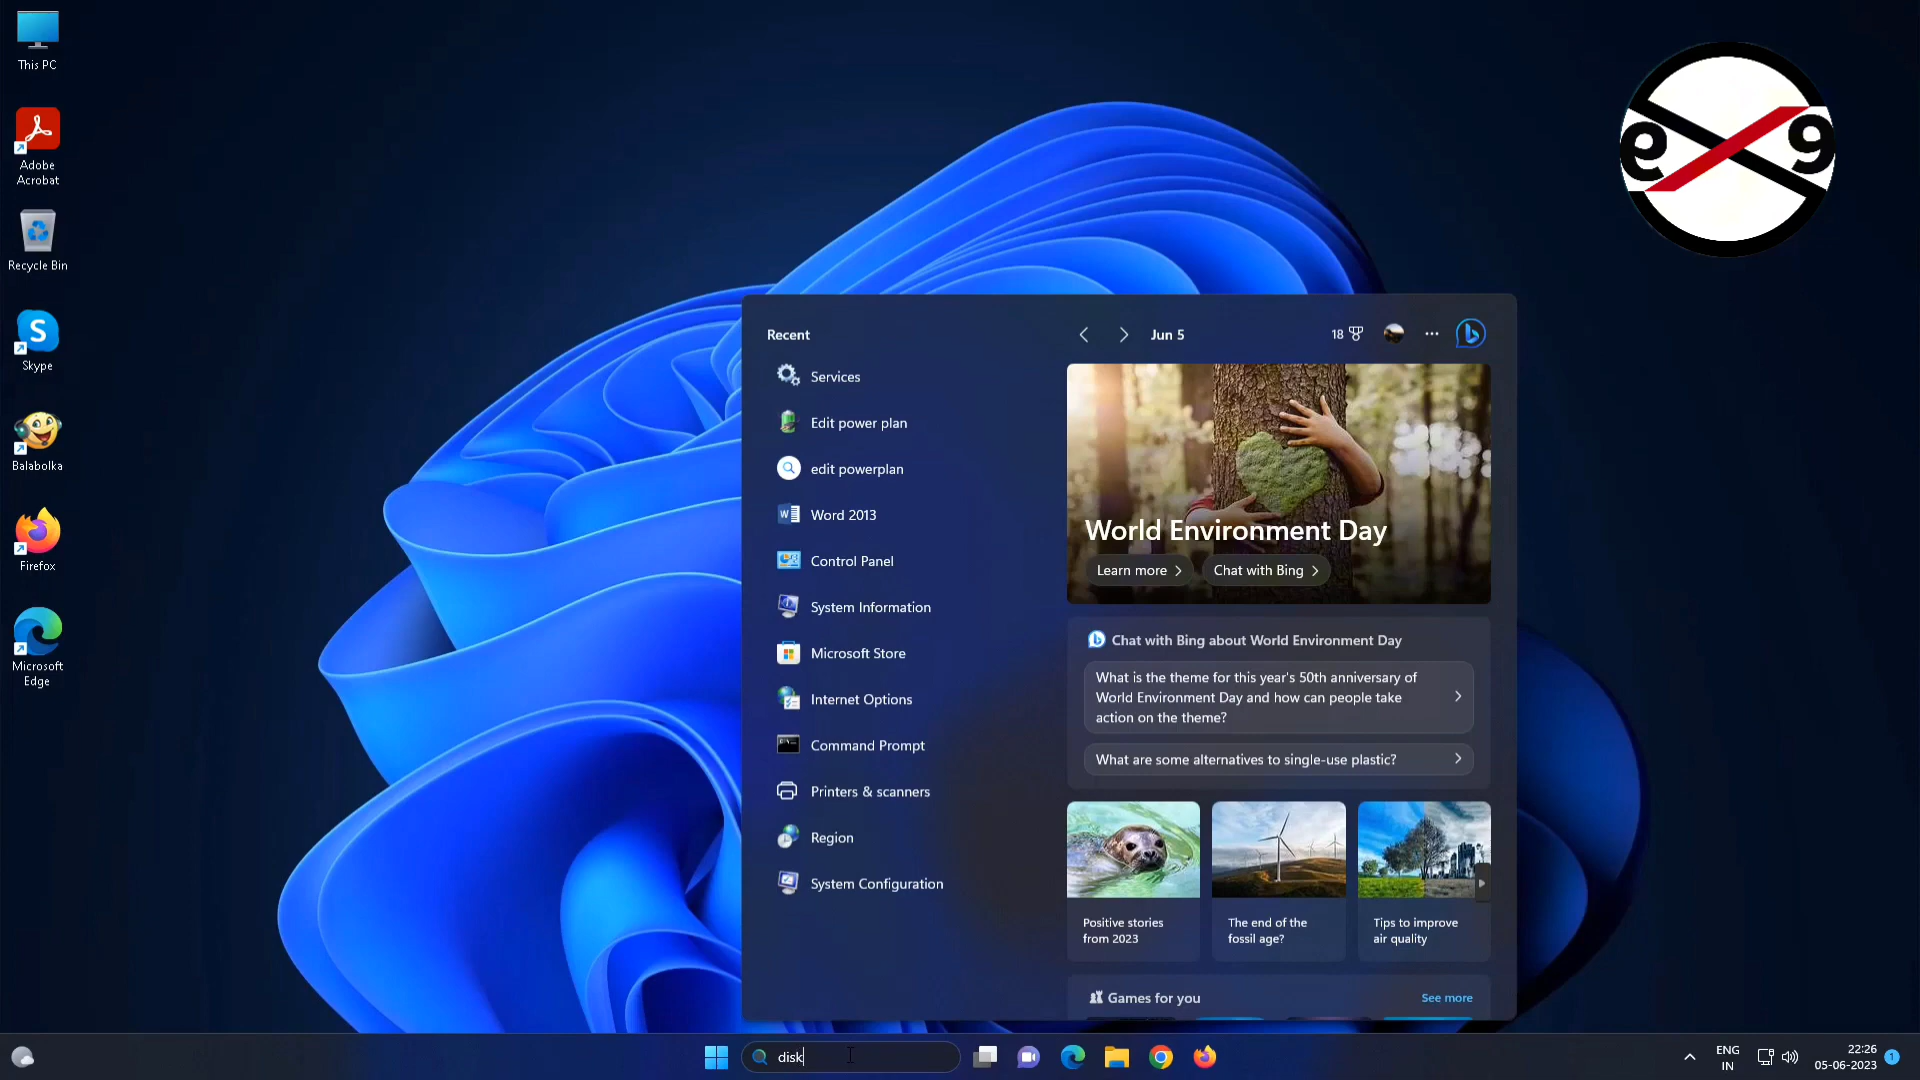 This PC
Adobe
Acrobat
Recycle Bin
Skype
Balabolka
Firefox
Microsoft
Edge
e 9
Recent
Services
Edit power plan
edit powerplan
Word 2013
Control Panel
System Information
Microsoft Store
Internet Options
Command Prompt
Printers & scanners
Region
System Configuration
Jun 5
18
World Environment Day
Learn more
Chat with Bing
Chat with Bing about World Environment Day
What is the theme for this year's 50th anniversary of
World Environment Day and how can people take
action on the theme?
What are some alternatives to single-use plastic?
Positive stories
from 2023
The end of the
fossil age?
Tips to improve
air quality
Games for you
See more
disk
ENG
IN
22:26
05-06-2023
1